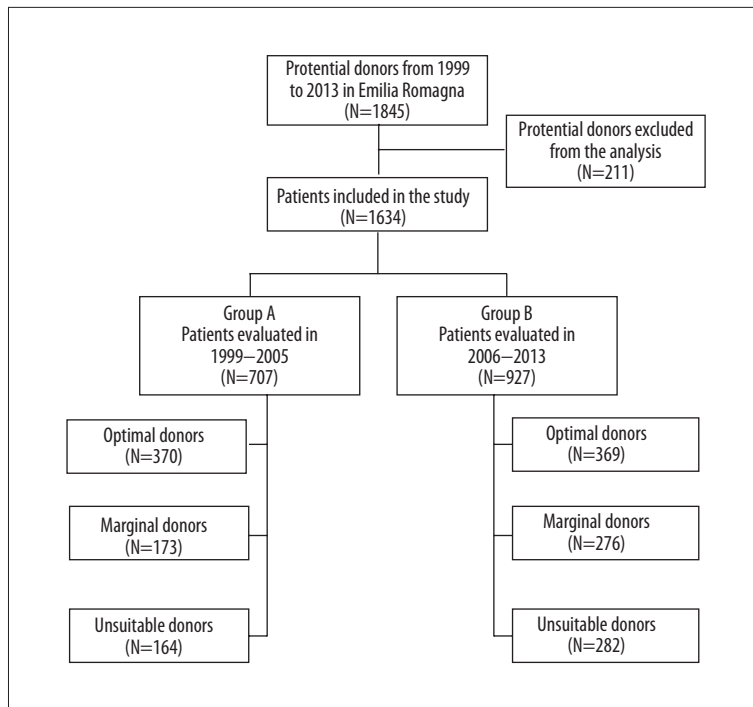 Protential donors from 1999
to 2013 in Emilia Romagna
(N=1845)
Protential donors excluded
from the analysis
(N=211)
Patients included in the study
(N=1634)
Group A
Patients evaluated in
1999–2005
(N=707)
Group B
Patients evaluated in
2006–2013
(N=927)
Optimal donors
(N=370)
Optimal donors
(N=369)
Marginal donors
(N=173)
Marginal donors
(N=276)
Unsuitable donors
(N=164)
Unsuitable donors
(N=282)